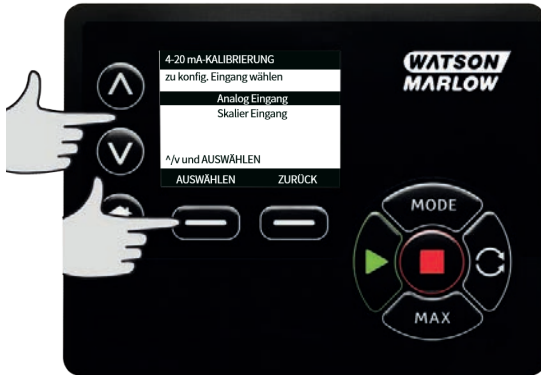 4-20 mA-KALIBRIERUNG
zu konfig. Eingang wählen
Analog Eingang
Skalier Eingang
^/v und AUSWÄHLEN
AUSWÄHLEN ZURÜCK
WATSON
MARLOW
MODE
MAX